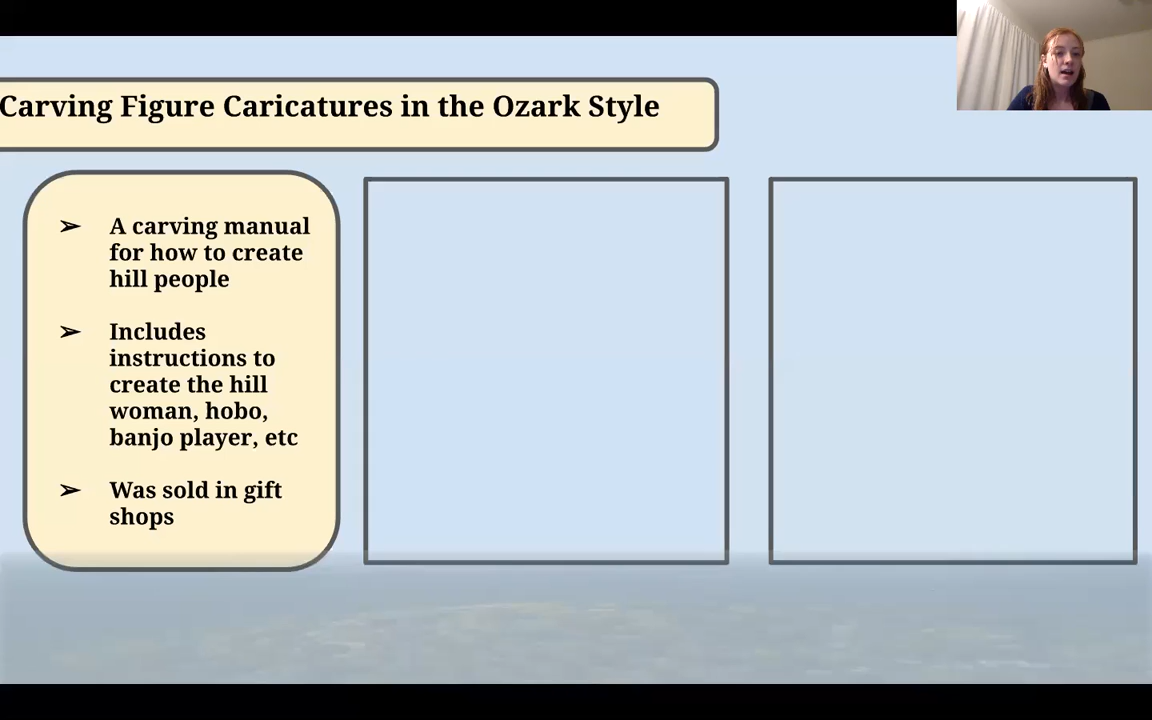 Carving Figure Caricatures in the Ozark Style
➢ A carving manual
for how to create
hill people
➢ Includes
instructions to
create the hill
woman, hobo,
banjo player, etc
➢ Was sold in gift
shops